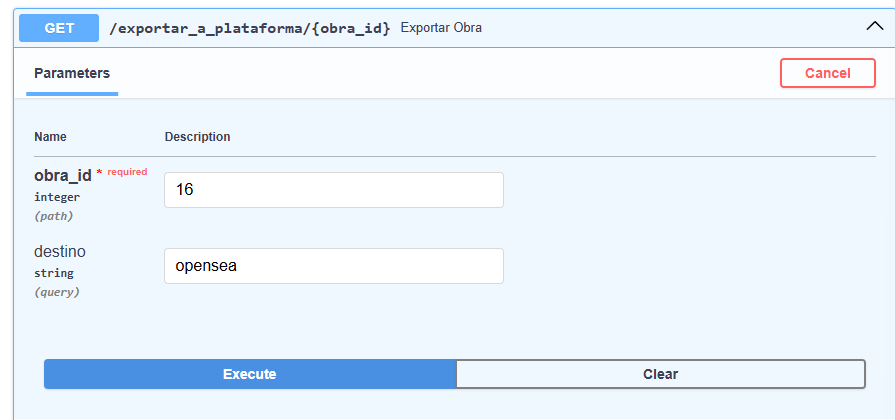 GET /exportar_a_plataforma/{obra_id} Exportar Obra
Parameters Cancel
Name Description
obra_id * required
integer
(path)
16
destino
string
(query)
opensea
Execute Clear